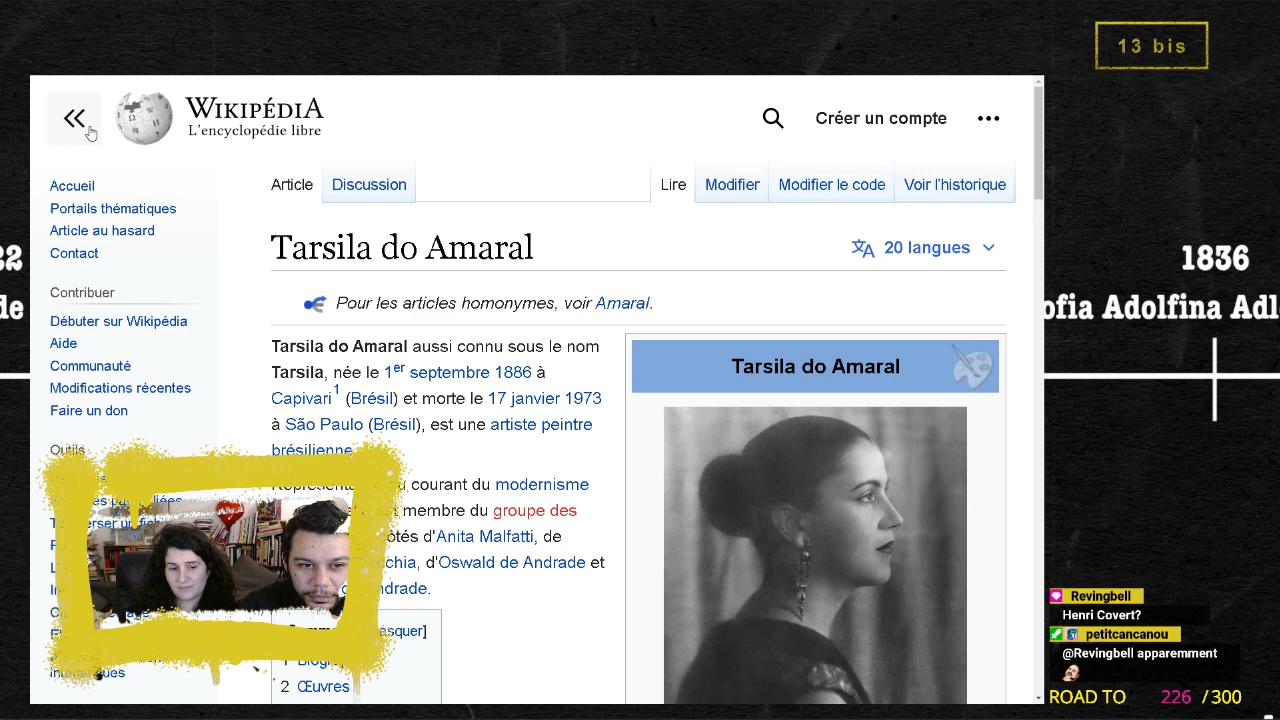 13 bis
WIKIPÉDIA
L'encyclopédie libre
Créer un compte
Accueil
Portails thématiques
Article au hasard
Contact
Contribuer
Débuter sur Wikipédia
Aide
Communauté
Modifications récentes
Faire un don
Outils
Article
Discussion
Lire
Modifier
Modifier le code
Voir l'historique
Tarsila do Amaral
20 langues
Pour les articles homonymes, voir Amaral.
Tarsila do Amaral aussi connu sous le nom
Tarsila, née le 1er septembre 1886 à
Capivari 1 (Brésil) et morte le 17 janvier 1973
à São Paulo (Brésil), est une artiste peintre
brésilienne
courant du modernisme
membre du groupe des
d'Anita Malfatti, de
d'Oswald de Andrade et
2 Œuvres
Tarsila do Amaral
1836
Adolfina
Revingbell
Henri Covert?
petitcancanou
@Revingbell apparemment
ROAD TO 226 /300